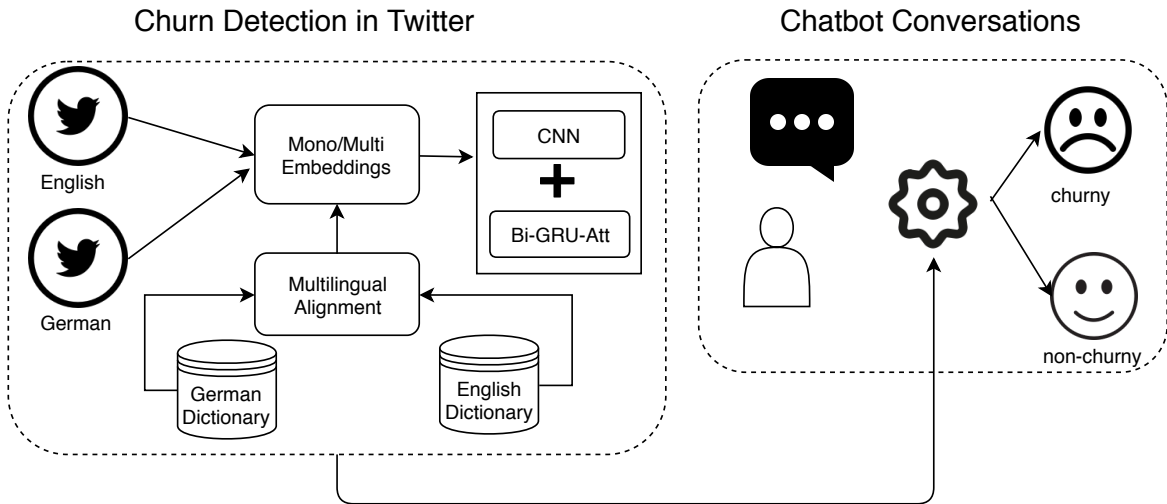 Churn Detection in Twitter
Chatbot Conversations
English
German
Mono/Multi
Embeddings
CNN
+
Bi-GRU-Att
Multilingual
Alignment
German
Dictionary
English
Dictionary
churny
non-churny